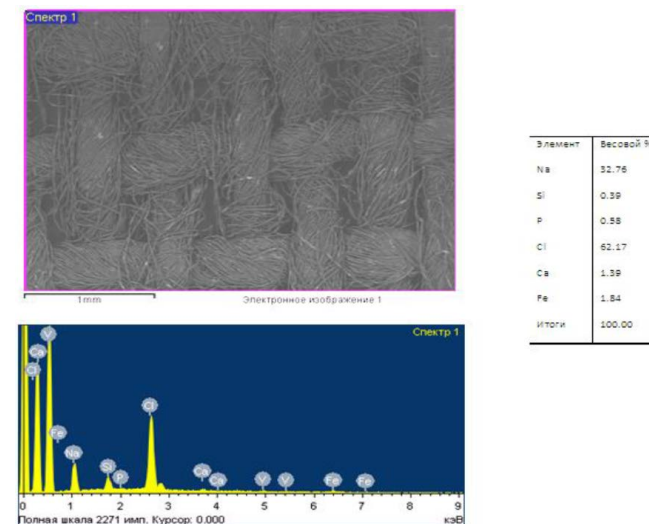 Спектр 1
1mm
Электронное изображение 1
Элемент Весовой %
Na 32.76
Si 0.39
P 0.58
Cl 62.17
Ca 1.39
Fe 1.84
Итоги 100.00
Спектр 1
V
Ca
Cl
Fe
Na
Si
P
Cl
Ca
Ca
V
V
Fe
Fe
0 1 2 3 4 5 6 7 8 9
Полная шкала 2271 имп. Курсор: 0.000 кэВ